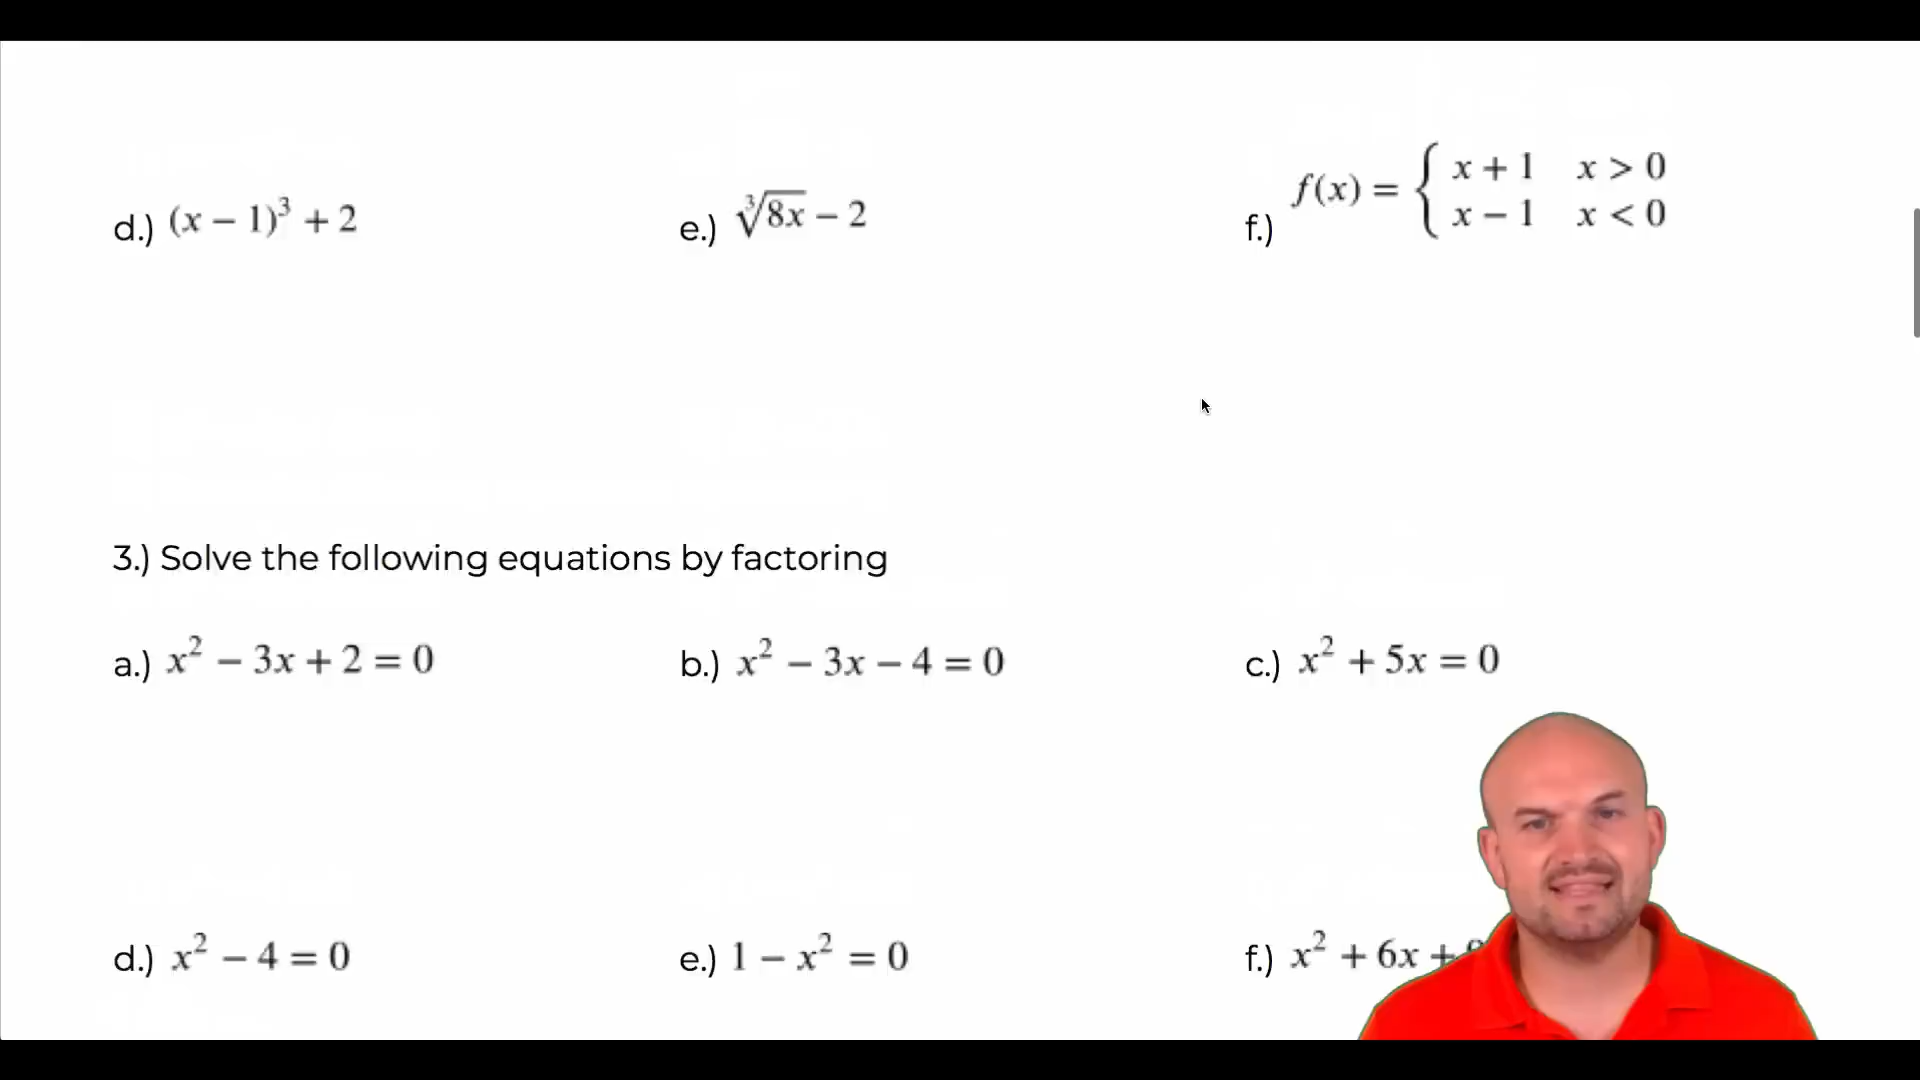 d.) (x − 1)³ + 2 e.) ∛8x − 2 f.) f(x) = { x + 1 x > 0
x − 1 x < 0
3.) Solve the following equations by factoring
a.) x² − 3x + 2 = 0 b.) x² − 3x − 4 = 0 c.) x² + 5x = 0
d.) x² − 4 = 0 e.) 1 − x² = 0 f.) x² + 6x +